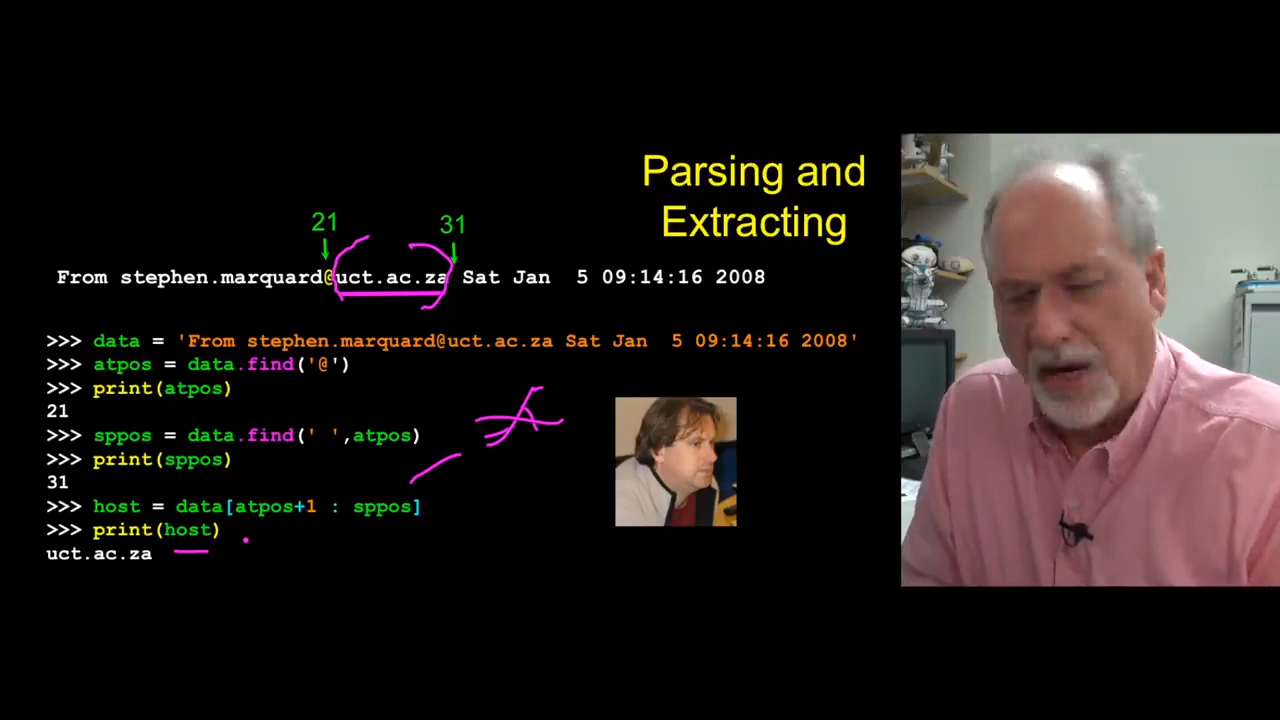 Parsing and
Extracting
21 31
From stephen.marquard@uct.ac.za Sat Jan  5 09:14:16 2008
>>> data = 'From stephen.marquard@uct.ac.za Sat Jan  5 09:14:16 2008'
>>> atpos = data.find('@')
>>> print(atpos)
21
>>> sppos = data.find(' ',atpos)
>>> print(sppos)
31
>>> host = data[atpos+1 : sppos]
>>> print(host)
uct.ac.za